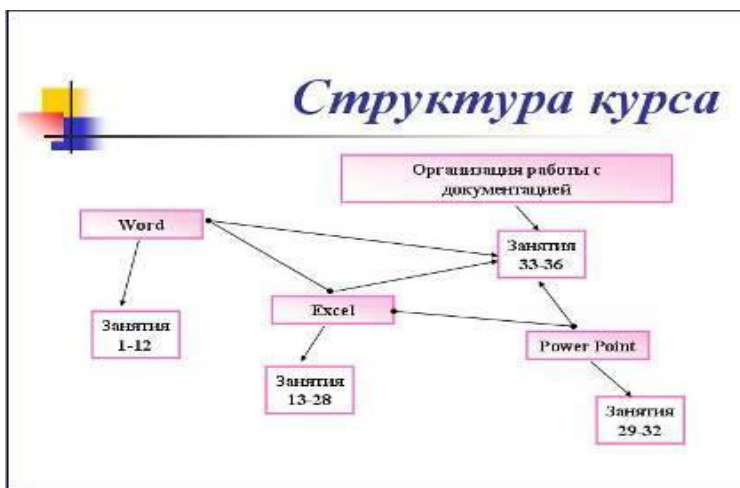 Структура курса
Организация работы с
документацией
Word
Занятия
33-36
Excel
Занятия
1-12
Power Point
Занятия
13-28
Занятия
29-32